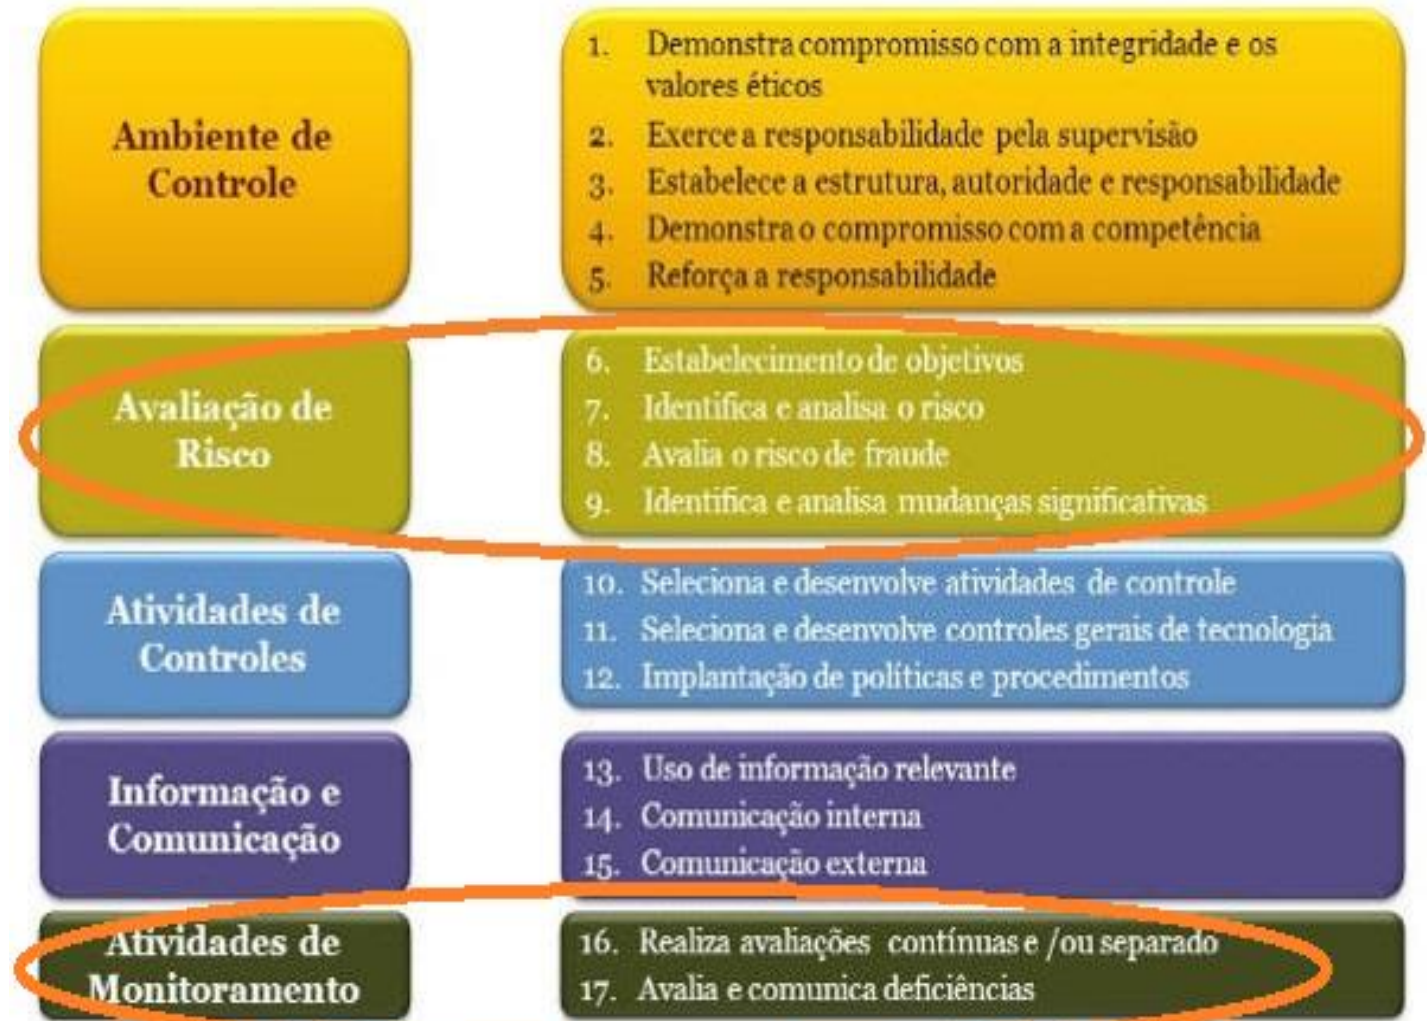 Ambiente de
Controle
1. Demonstra compromisso com a integridade e os
valores éticos
2. Exerce a responsabilidade pela supervisão
3. Estabelece a estrutura, autoridade e responsabilidade
4. Demonstra o compromisso com a competência
5. Reforça a responsabilidade
Avaliação de
Risco
6. Estabelecimento de objetivos
7. Identifica e analisa o risco
8. Avalia o risco de fraude
9. Identifica e analisa mudanças significativas
Atividades de
Controles
10. Seleciona e desenvolve atividades de controle
11. Seleciona e desenvolve controles gerais de tecnologia
12. Implantação de políticas e procedimentos
Informação e
Comunicação
13. Uso de informação relevante
14. Comunicação interna
15. Comunicação externa
Atividades de
Monitoramento
16. Realiza avaliações contínuas e /ou separado
17. Avalia e comunica deficiências